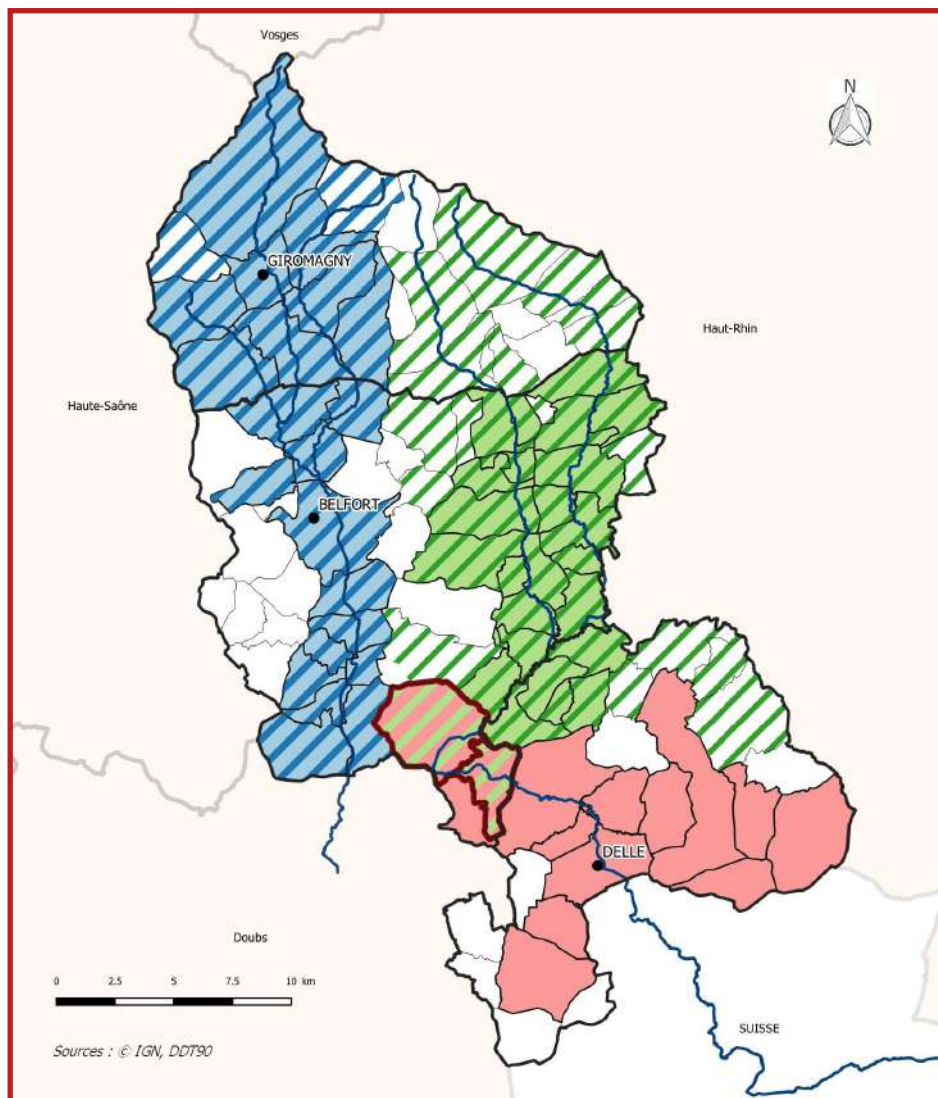 Vosges
N
GIROMAGNY
Haut-Rhin
Haute-Saône
BELFORT
DELLE
Doubs
0 2.5 5 7.5 10 km
SUISSE
Sources : © IGN, DDT90